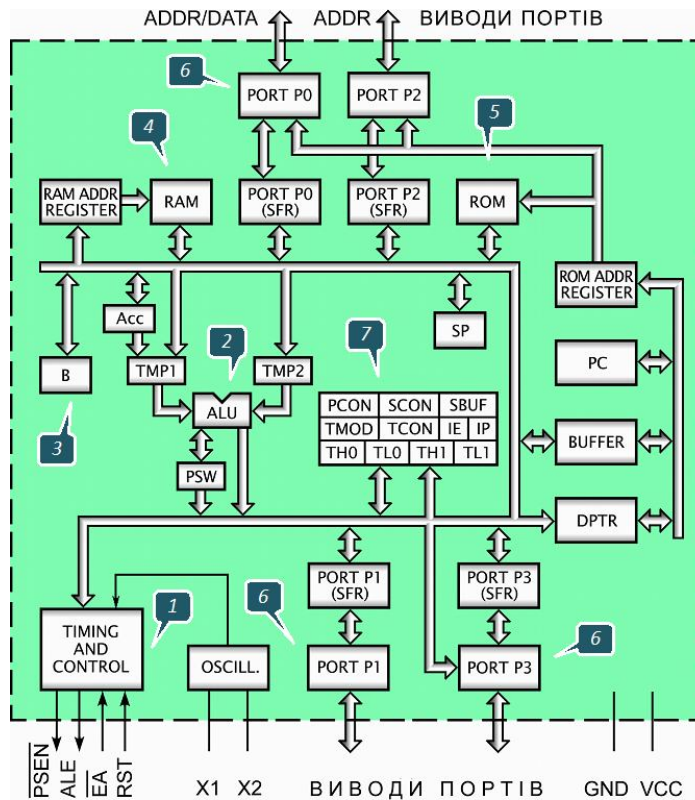 ADDR/DATA ADDR ВИВОДИ ПОРТІВ
6
PORT P0 PORT P2
4 5
RAM ADDR REGISTER RAM PORT P0 (SFR) PORT P2 (SFR) ROM
ROM ADDR REGISTER
Acc SP
2 7
B TMP1 TMP2 PC
3
ALU
PCON SCON SBUF
TMOD TCON IE IP
TH0 TL0 TH1 TL1
BUFFER
PSW
DPTR
PORT P1 (SFR) PORT P3 (SFR)
1 6 6
TIMING AND CONTROL OSCILL. PORT P1 PORT P3
PSEN ALE EA RST X1 X2 ВИВОДИ ПОРТІВ GND VCC